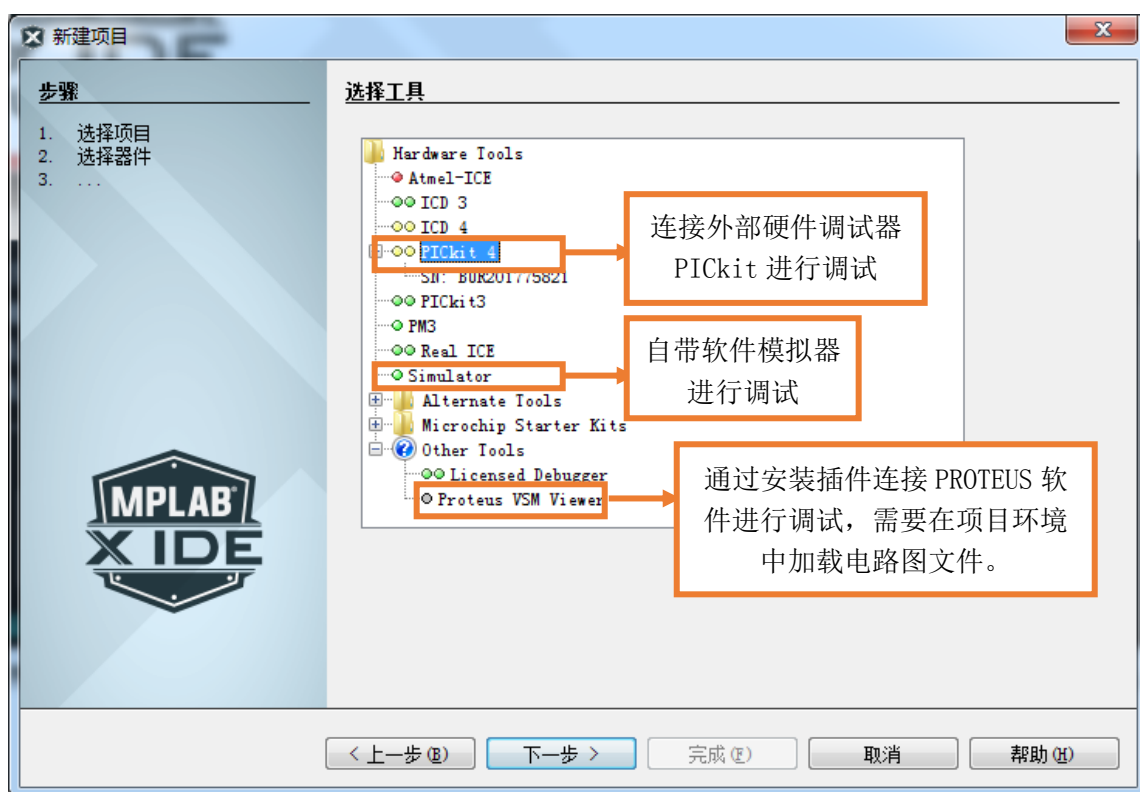 新建项目
步骤
1. 选择项目
2. 选择器件
3. ...
MPLAB
X IDE
选择工具
Hardware Tools
Atmel-ICE
ICD 3
ICD 4
PICkit 4
SN: BUR201775821
PICkit3
PM3
Real ICE
Simulator
Alternate Tools
Microchip Starter Kits
Other Tools
Licensed Debugger
Proteus VSM Viewer
连接外部硬件调试器
PICkit 进行调试
自带软件模拟器
进行调试
通过安装插件连接 PROTEUS 软
件进行调试，需要在项目环境
中加载电路图文件。
< 上一步(B)
下一步 >
完成(F)
取消
帮助(H)